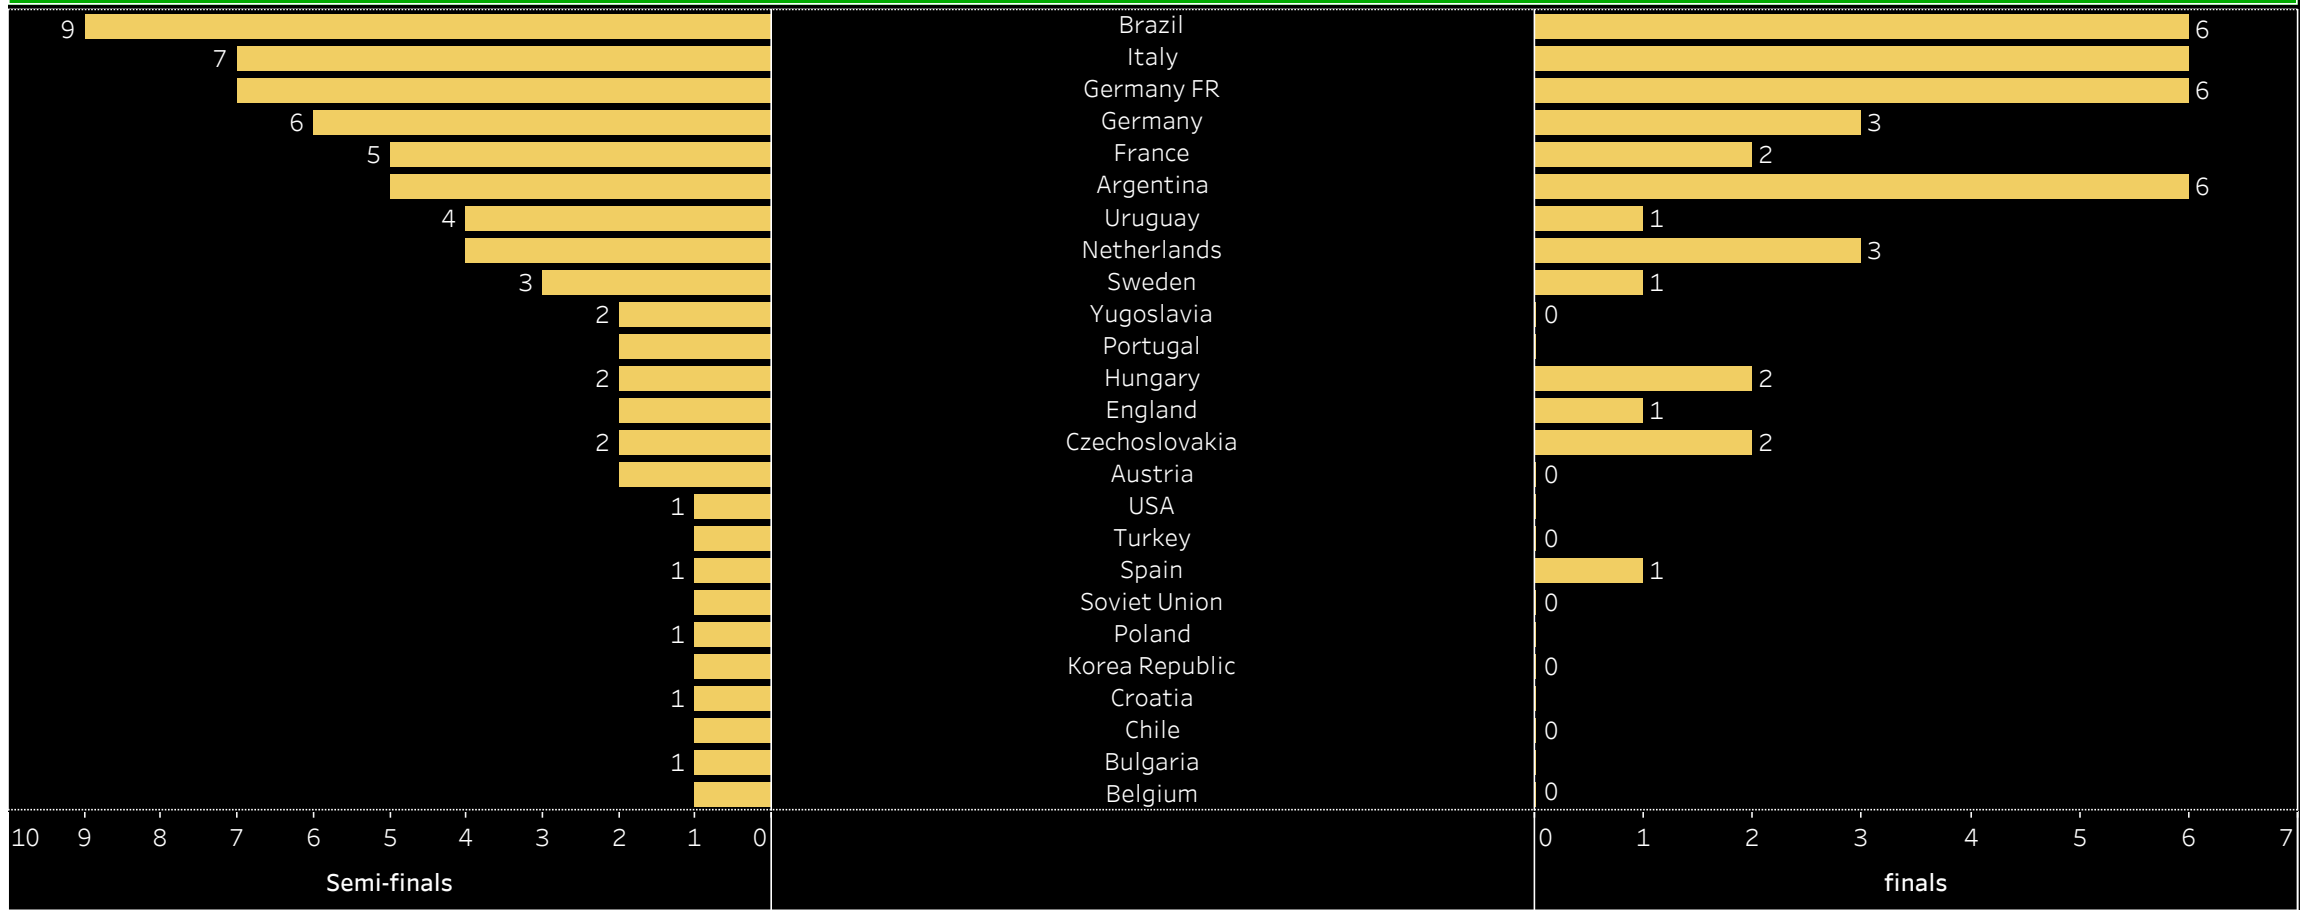 9 Brazil 6
7 Italy
Germany FR 6
6 Germany 3
5 France 2
Argentina 6
4 Uruguay 1
Netherlands 3
3 Sweden 1
2 Yugoslavia 0
Portugal
2 Hungary 2
England 1
2 Czechoslovakia 2
Austria 0
1 USA
Turkey 0
1 Spain 1
Soviet Union 0
1 Poland
Korea Republic 0
1 Croatia
Chile 0
1 Bulgaria
Belgium 0
10 9 8 7 6 5 4 3 2 1 0 0 1 2 3 4 5 6 7
Semi-finals finals